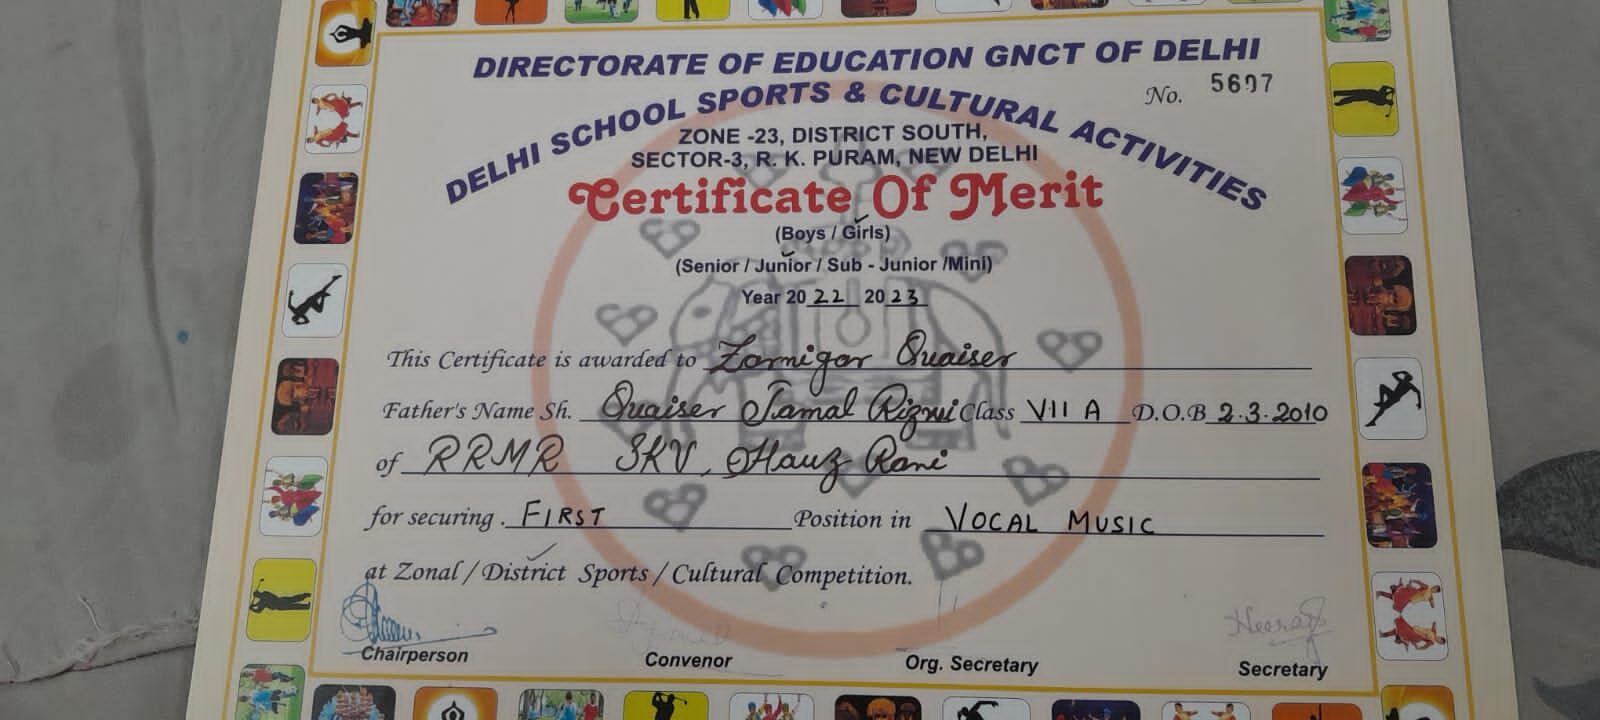 DIRECTORATE OF EDUCATION GNCT OF DELHI
No. 5697
DELHI SCHOOL SPORTS & CULTURAL ACTIVITIES
ZONE -23, DISTRICT SOUTH,
SECTOR-3, R. K. PURAM, NEW DELHI
Certificate Of Merit
(Boys / Girls)
(Senior / Junior / Sub - Junior /Mini)
Year 20 22 20 23
This Certificate is awarded to Zarnigar Quaiser
Father's Name Sh. Quaiser Jamal Rizvi Class VII A D.O.B 2.3.2010
of RRMR SKV, Hauz Rani
for securing . FIRST Position in VOCAL MUSIC
at Zonal / District Sports / Cultural Competition.
Chairperson Convenor Org. Secretary Secretary